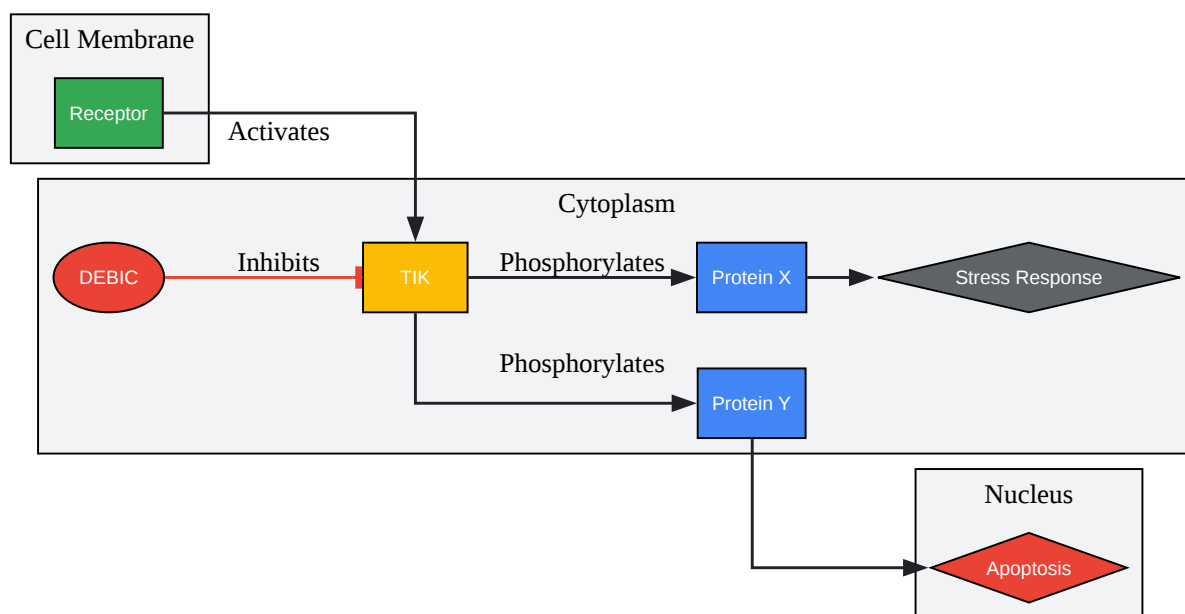 Cell Membrane
Receptor
Activates
Cytoplasm
DEBIC
Inhibits
TIK
Phosphorylates
Protein X
Stress Response
Phosphorylates
Protein Y
Nucleus
Apoptosis